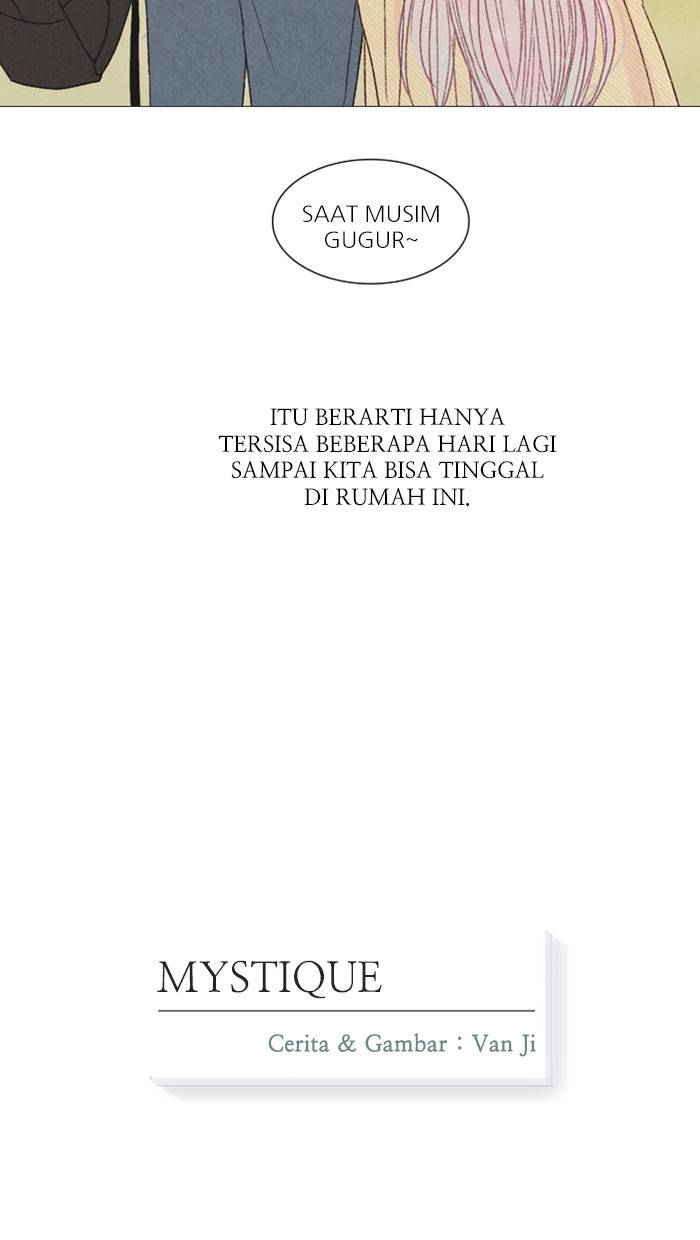 SAAT MUSIM
GUGUR~
ITU BERARTI HANYA
TERSISA BEBERAPA HARI LAGI
SAMPAI KITA BISA TINGGAL
DI RUMAH INI.
MYSTIQUE
Cerita & Gambar : Van Ji